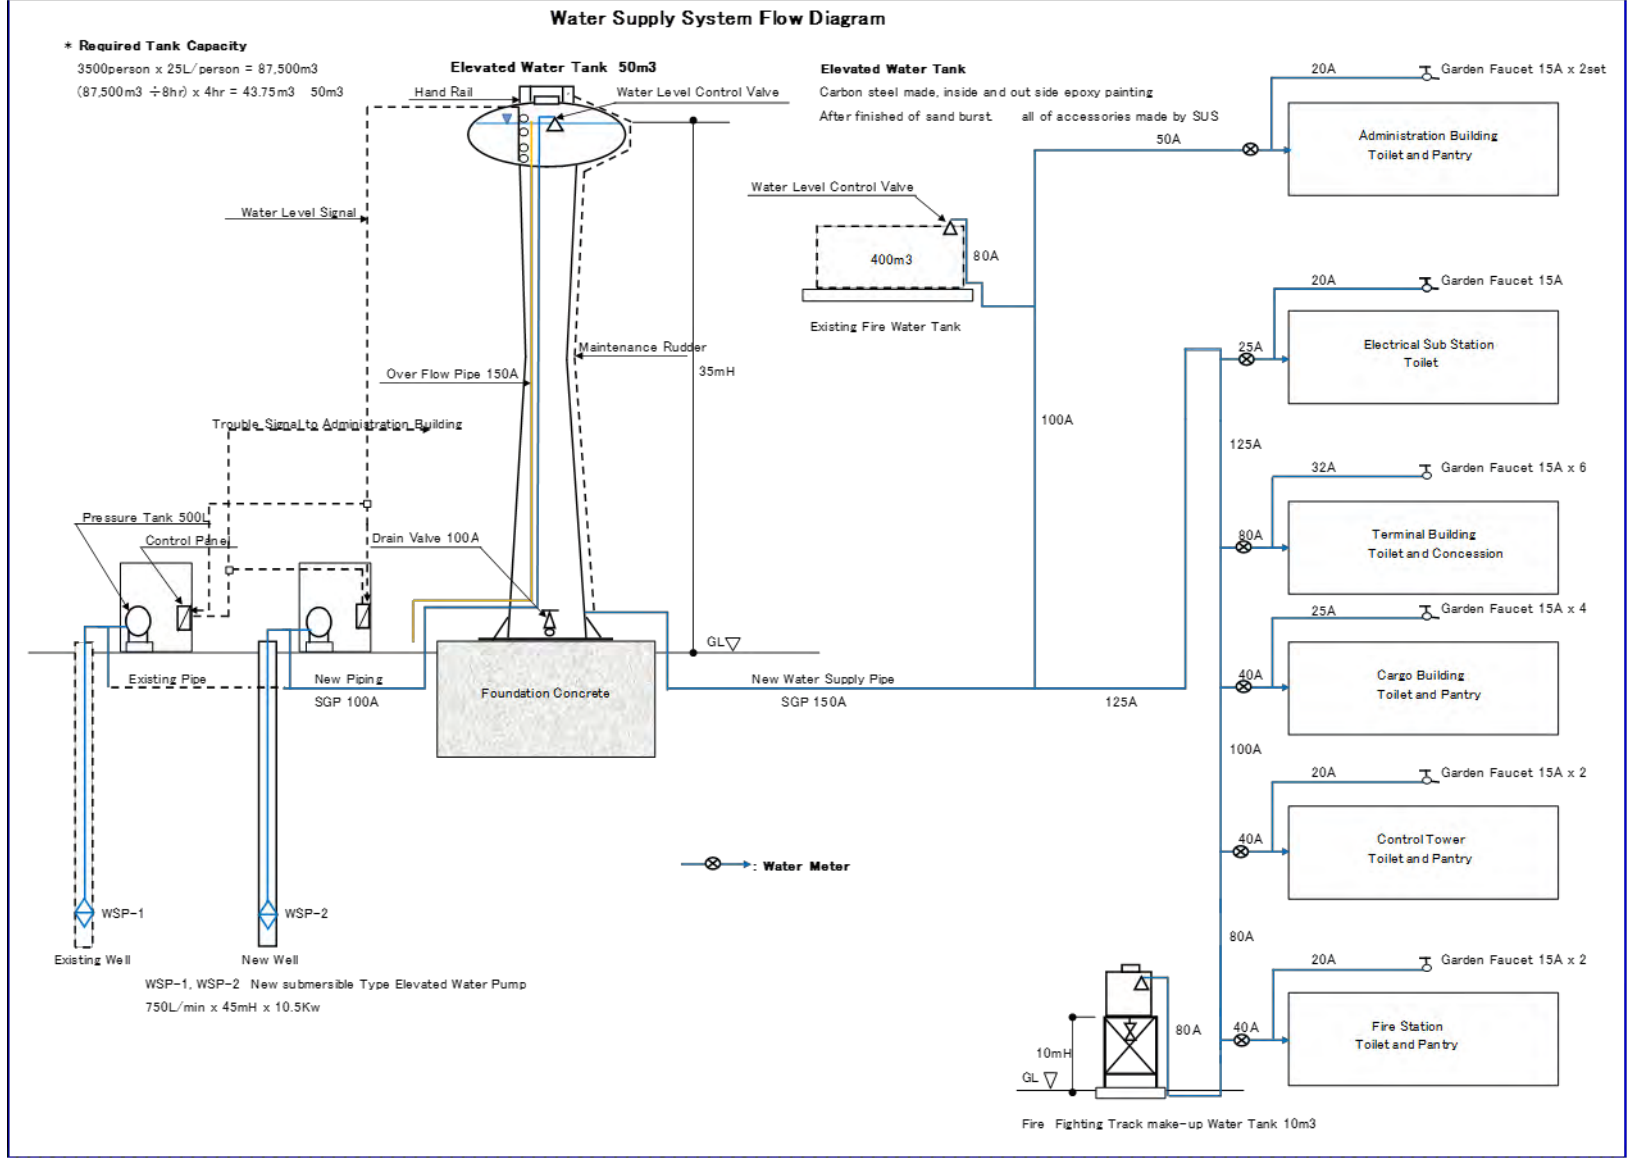 Water Supply System Flow Diagram
* Required Tank Capacity
3500person x 25L/person = 87,500m3
(87,500m3 ÷8hr) x 4hr = 43.75m3 50m3
Elevated Water Tank 50m3
Hand Rail
Water Level Control Valve
Elevated Water Tank
Carbon steel made, inside and out side epoxy painting
After finished of sand burst. all of accessories made by SUS
20A
Garden Faucet 15A x 2set
50A
Administration Building
Toilet and Pantry
Water Level Signal
Water Level Control Valve
400m3
80A
Existing Fire Water Tank
20A
Garden Faucet 15A
25A
Electrical Sub Station
Toilet
Maintenance Rudder
Over Flow Pipe 150A
35mH
Trouble Signal to Administration Building
100A
125A
32A
Garden Faucet 15A x 6
80A
Terminal Building
Toilet and Concession
Pressure Tank 500L
Control Panel
Drain Valve 100A
25A
Garden Faucet 15A x 4
GL
Existing Pipe
New Piping
SGP 100A
Foundation Concrete
New Water Supply Pipe
SGP 150A
125A
40A
Cargo Building
Toilet and Pantry
100A
20A
Garden Faucet 15A x 2
40A
Control Tower
Toilet and Pantry
: Water Meter
WSP-1
WSP-2
Existing Well
New Well
WSP-1, WSP-2 New submersible Type Elevated Water Pump
750L/min x 45mH x 10.5Kw
80A
20A
Garden Faucet 15A x 2
80A
40A
Fire Station
Toilet and Pantry
10mH
GL
Fire Fighting Track make-up Water Tank 10m3